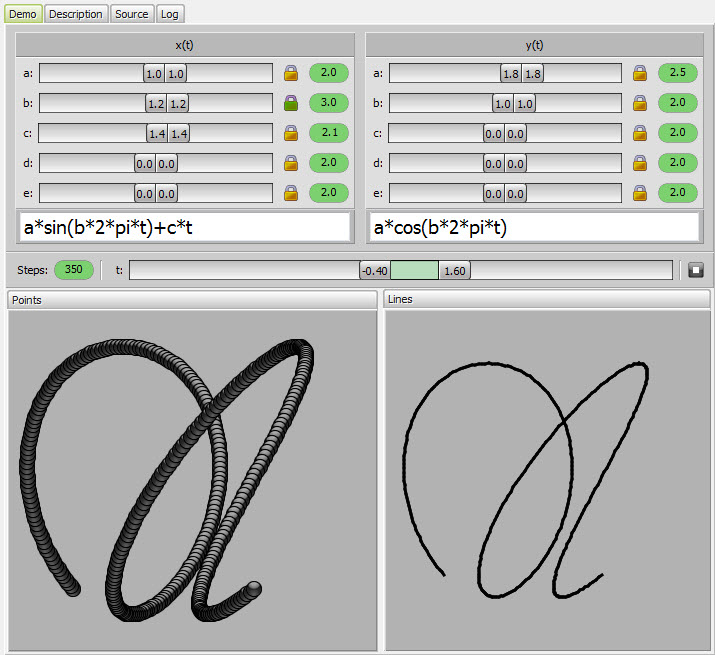 Demo Description Source Log
x(t) y(t)
a: 1.0 1.0 2.0 a: 1.8 1.8 2.5
b: 1.2 1.2 3.0 b: 1.0 1.0 2.0
c: 1.4 1.4 2.1 c: 0.0 0.0 2.0
d: 0.0 0.0 2.0 d: 0.0 0.0 2.0
e: 0.0 0.0 2.0 e: 0.0 0.0 2.0
a*sin(b*2*pi*t)+c*t a*cos(b*2*pi*t)
Steps: 350 t: -0.40 1.60
Points Lines